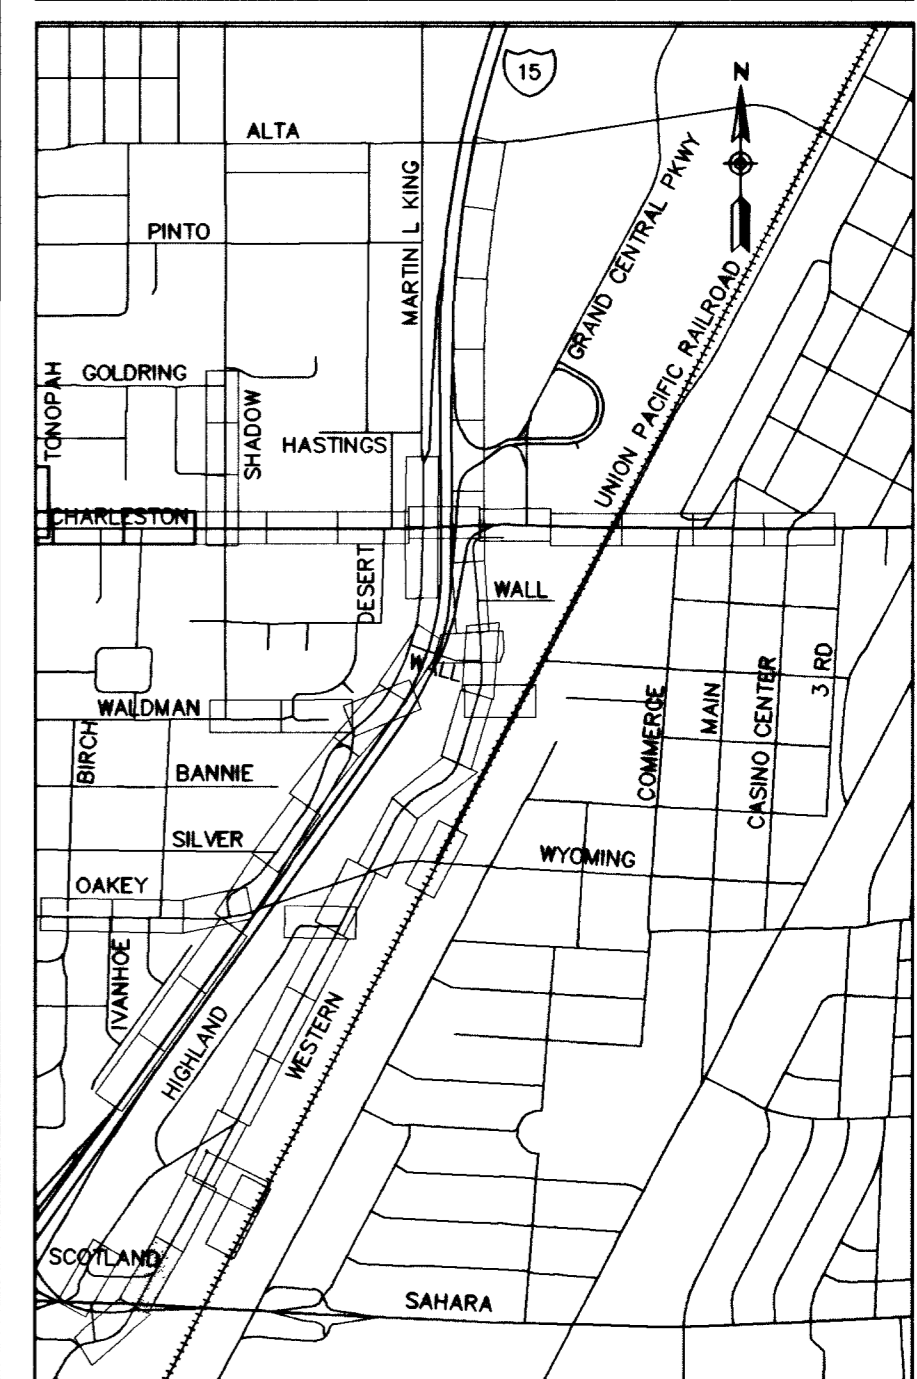 15
N
ALTA
MARTIN L KING
GRAND CENTRAL PKWY
PINTO
UNION PACIFIC RAILROAD
TONOPAH
GOLDRING
SHADOW
HASTINGS
CHARLESTON
DESERT
WALL
WALL
3 RD
COMMERCE
MAIN
CASINO CENTER
WALDMAN
BIRCH
BANNIE
SILVER
WYOMING
OAKEY
IVANHOE
HIGHLAND
WESTERN
SCOTLAND
SAHARA